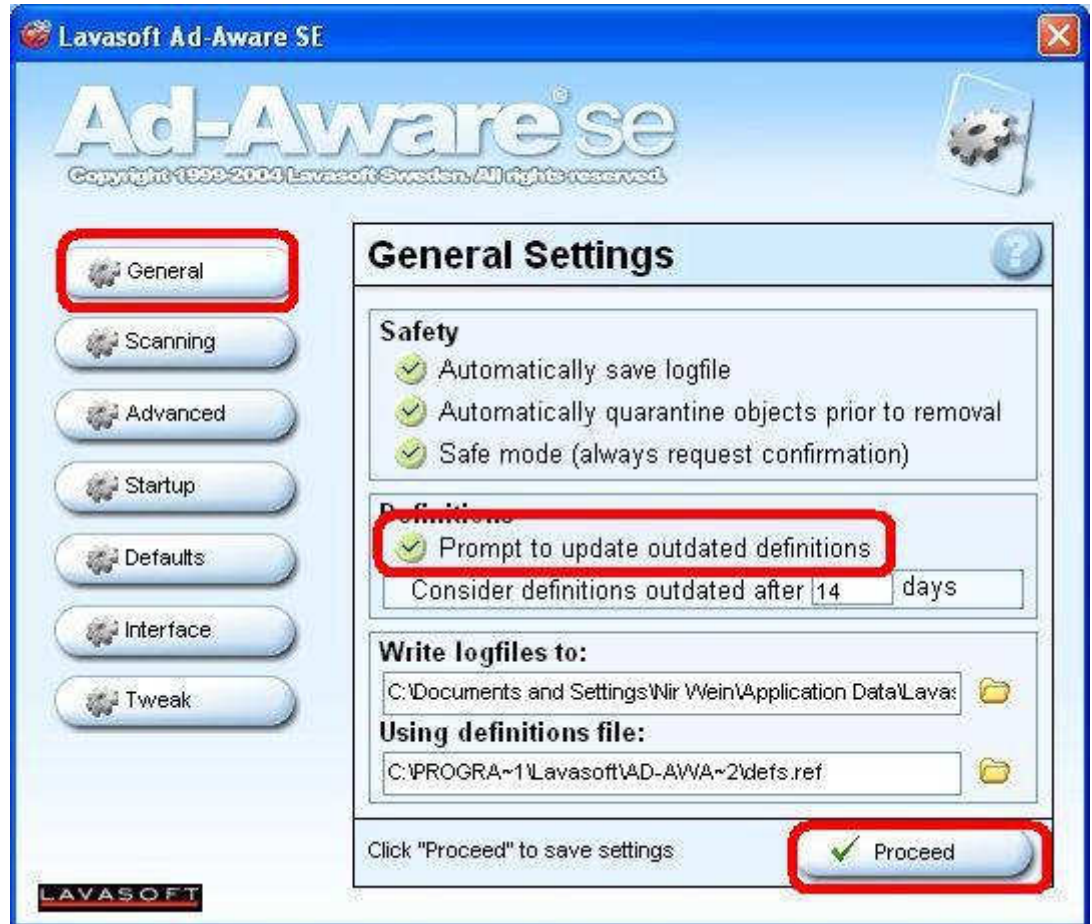 Lavasoft Ad-Aware SE
Ad-Aware® se
Copyright 1999-2004 Lavasoft Sweden. All rights reserved.
General
Scanning
Advanced
Startup
Defaults
Interface
Tweak
General Settings
?
Safety
Automatically save logfile
Automatically quarantine objects prior to removal
Safe mode (always request confirmation)
Definitions
Prompt to update outdated definitions
Consider definitions outdated after 14 days
Write logfiles to:
C:\Documents and Settings\Nir Wein\Application Data\Lavas
Using definitions file:
C:\PROGRA~1\Lavasoft\AD-AWA~2\defs.ref
Click "Proceed" to save settings
Proceed
LAVASOFT